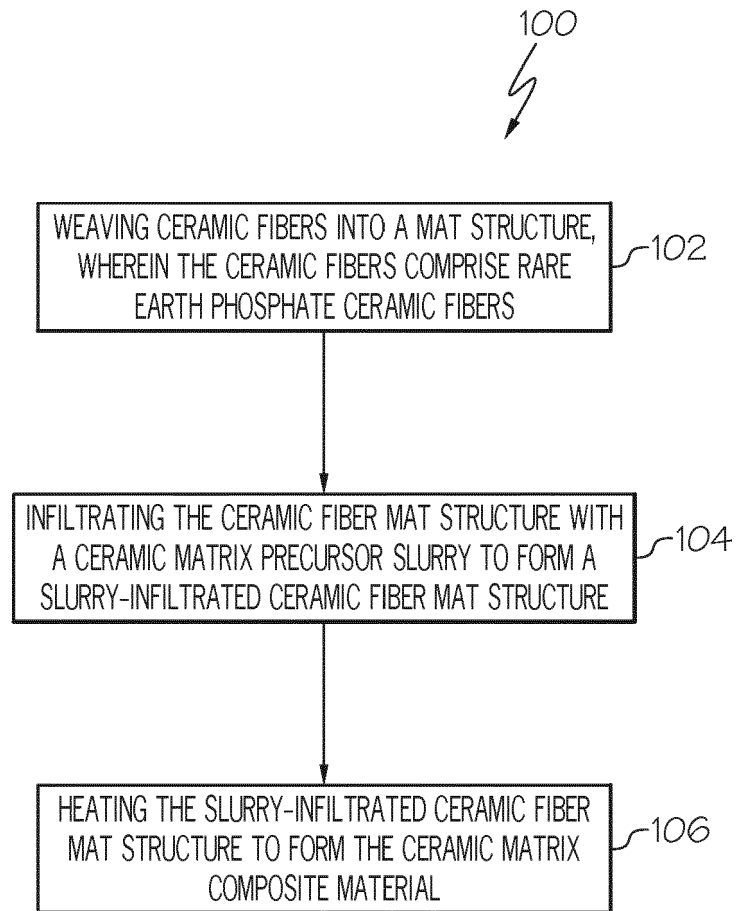 100
WEAVING CERAMIC FIBERS INTO A MAT STRUCTURE,
WHEREIN THE CERAMIC FIBERS COMPRISE RARE
EARTH PHOSPHATE CERAMIC FIBERS
102
INFILTRATING THE CERAMIC FIBER MAT STRUCTURE WITH
A CERAMIC MATRIX PRECURSOR SLURRY TO FORM A
SLURRY-INFILTRATED CERAMIC FIBER MAT STRUCTURE
104
HEATING THE SLURRY-INFILTRATED CERAMIC FIBER
MAT STRUCTURE TO FORM THE CERAMIC MATRIX
COMPOSITE MATERIAL
106